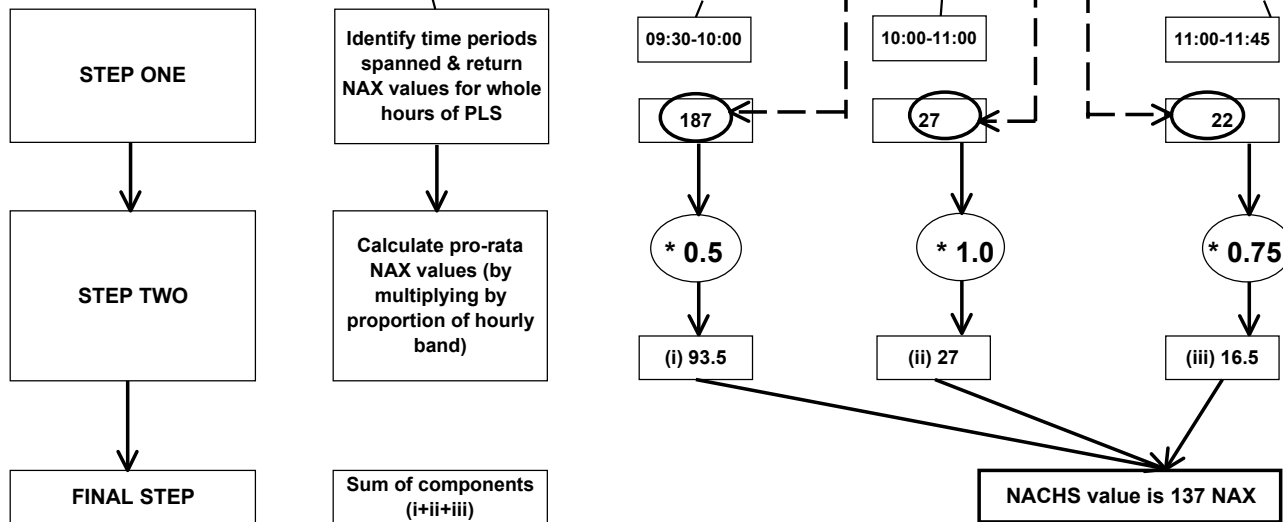 STEP ONE
Identify time periods
spanned & return
NAX values for whole
hours of PLS
09:30-10:00
10:00-11:00
11:00-11:45
187
27
22
STEP TWO
Calculate pro-rata
NAX values (by
multiplying by
proportion of hourly
band)
* 0.5
* 1.0
* 0.75
(i) 93.5
(ii) 27
(iii) 16.5
FINAL STEP
Sum of components
(i+ii+iii)
NACHS value is 137 NAX